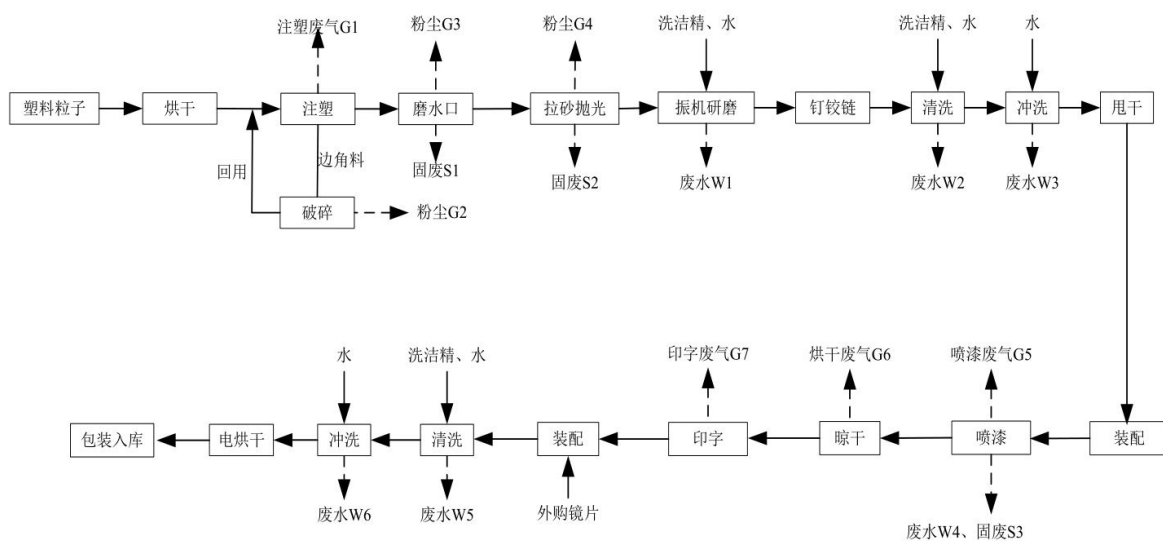 注塑废气G1
粉尘G3
粉尘G4
洗洁精、水
洗洁精、水
水
塑料粒子
烘干
注塑
磨水口
拉砂抛光
振机研磨
钉铰链
清洗
冲洗
甩干
回用
边角料
固废S1
固废S2
废水W1
废水W2
废水W3
破碎
粉尘G2
水
洗洁精、水
印字废气G7
烘干废气G6
喷漆废气G5
包装入库
电烘干
冲洗
清洗
装配
印字
晾干
喷漆
装配
废水W6
废水W5
外购镜片
废水W4、固废S3